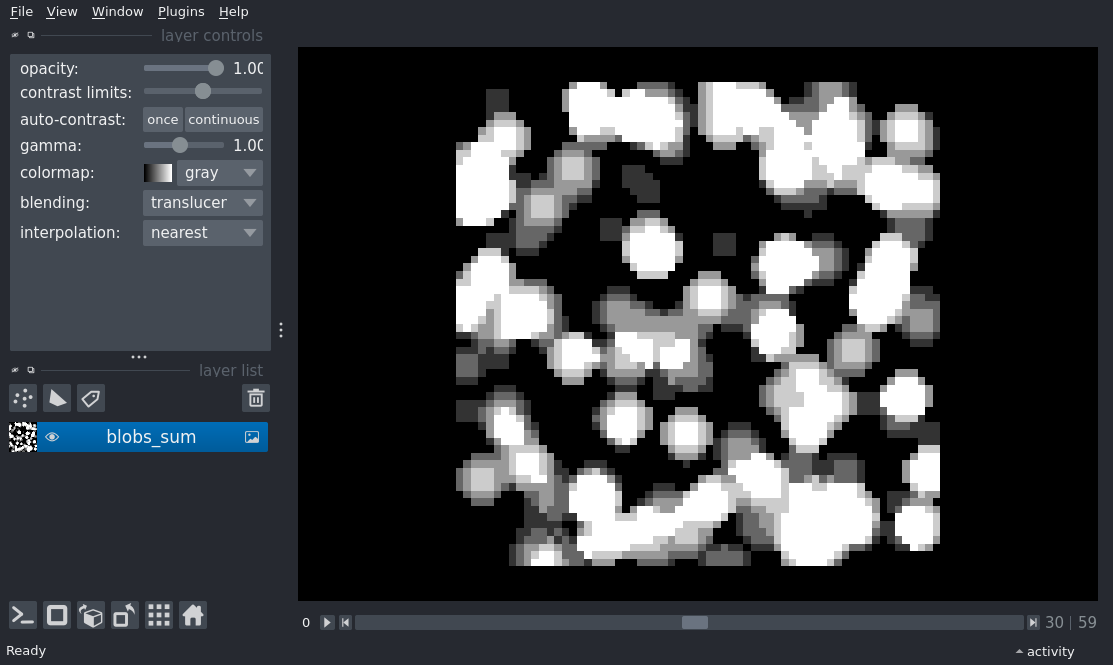 File View Window Plugins Help
layer controls
opacity: 1.00
contrast limits:
auto-contrast: once continuous
gamma: 1.00
colormap: gray
blending: translucer
interpolation: nearest
layer list
blobs_sum
0 30 | 59
Ready activity